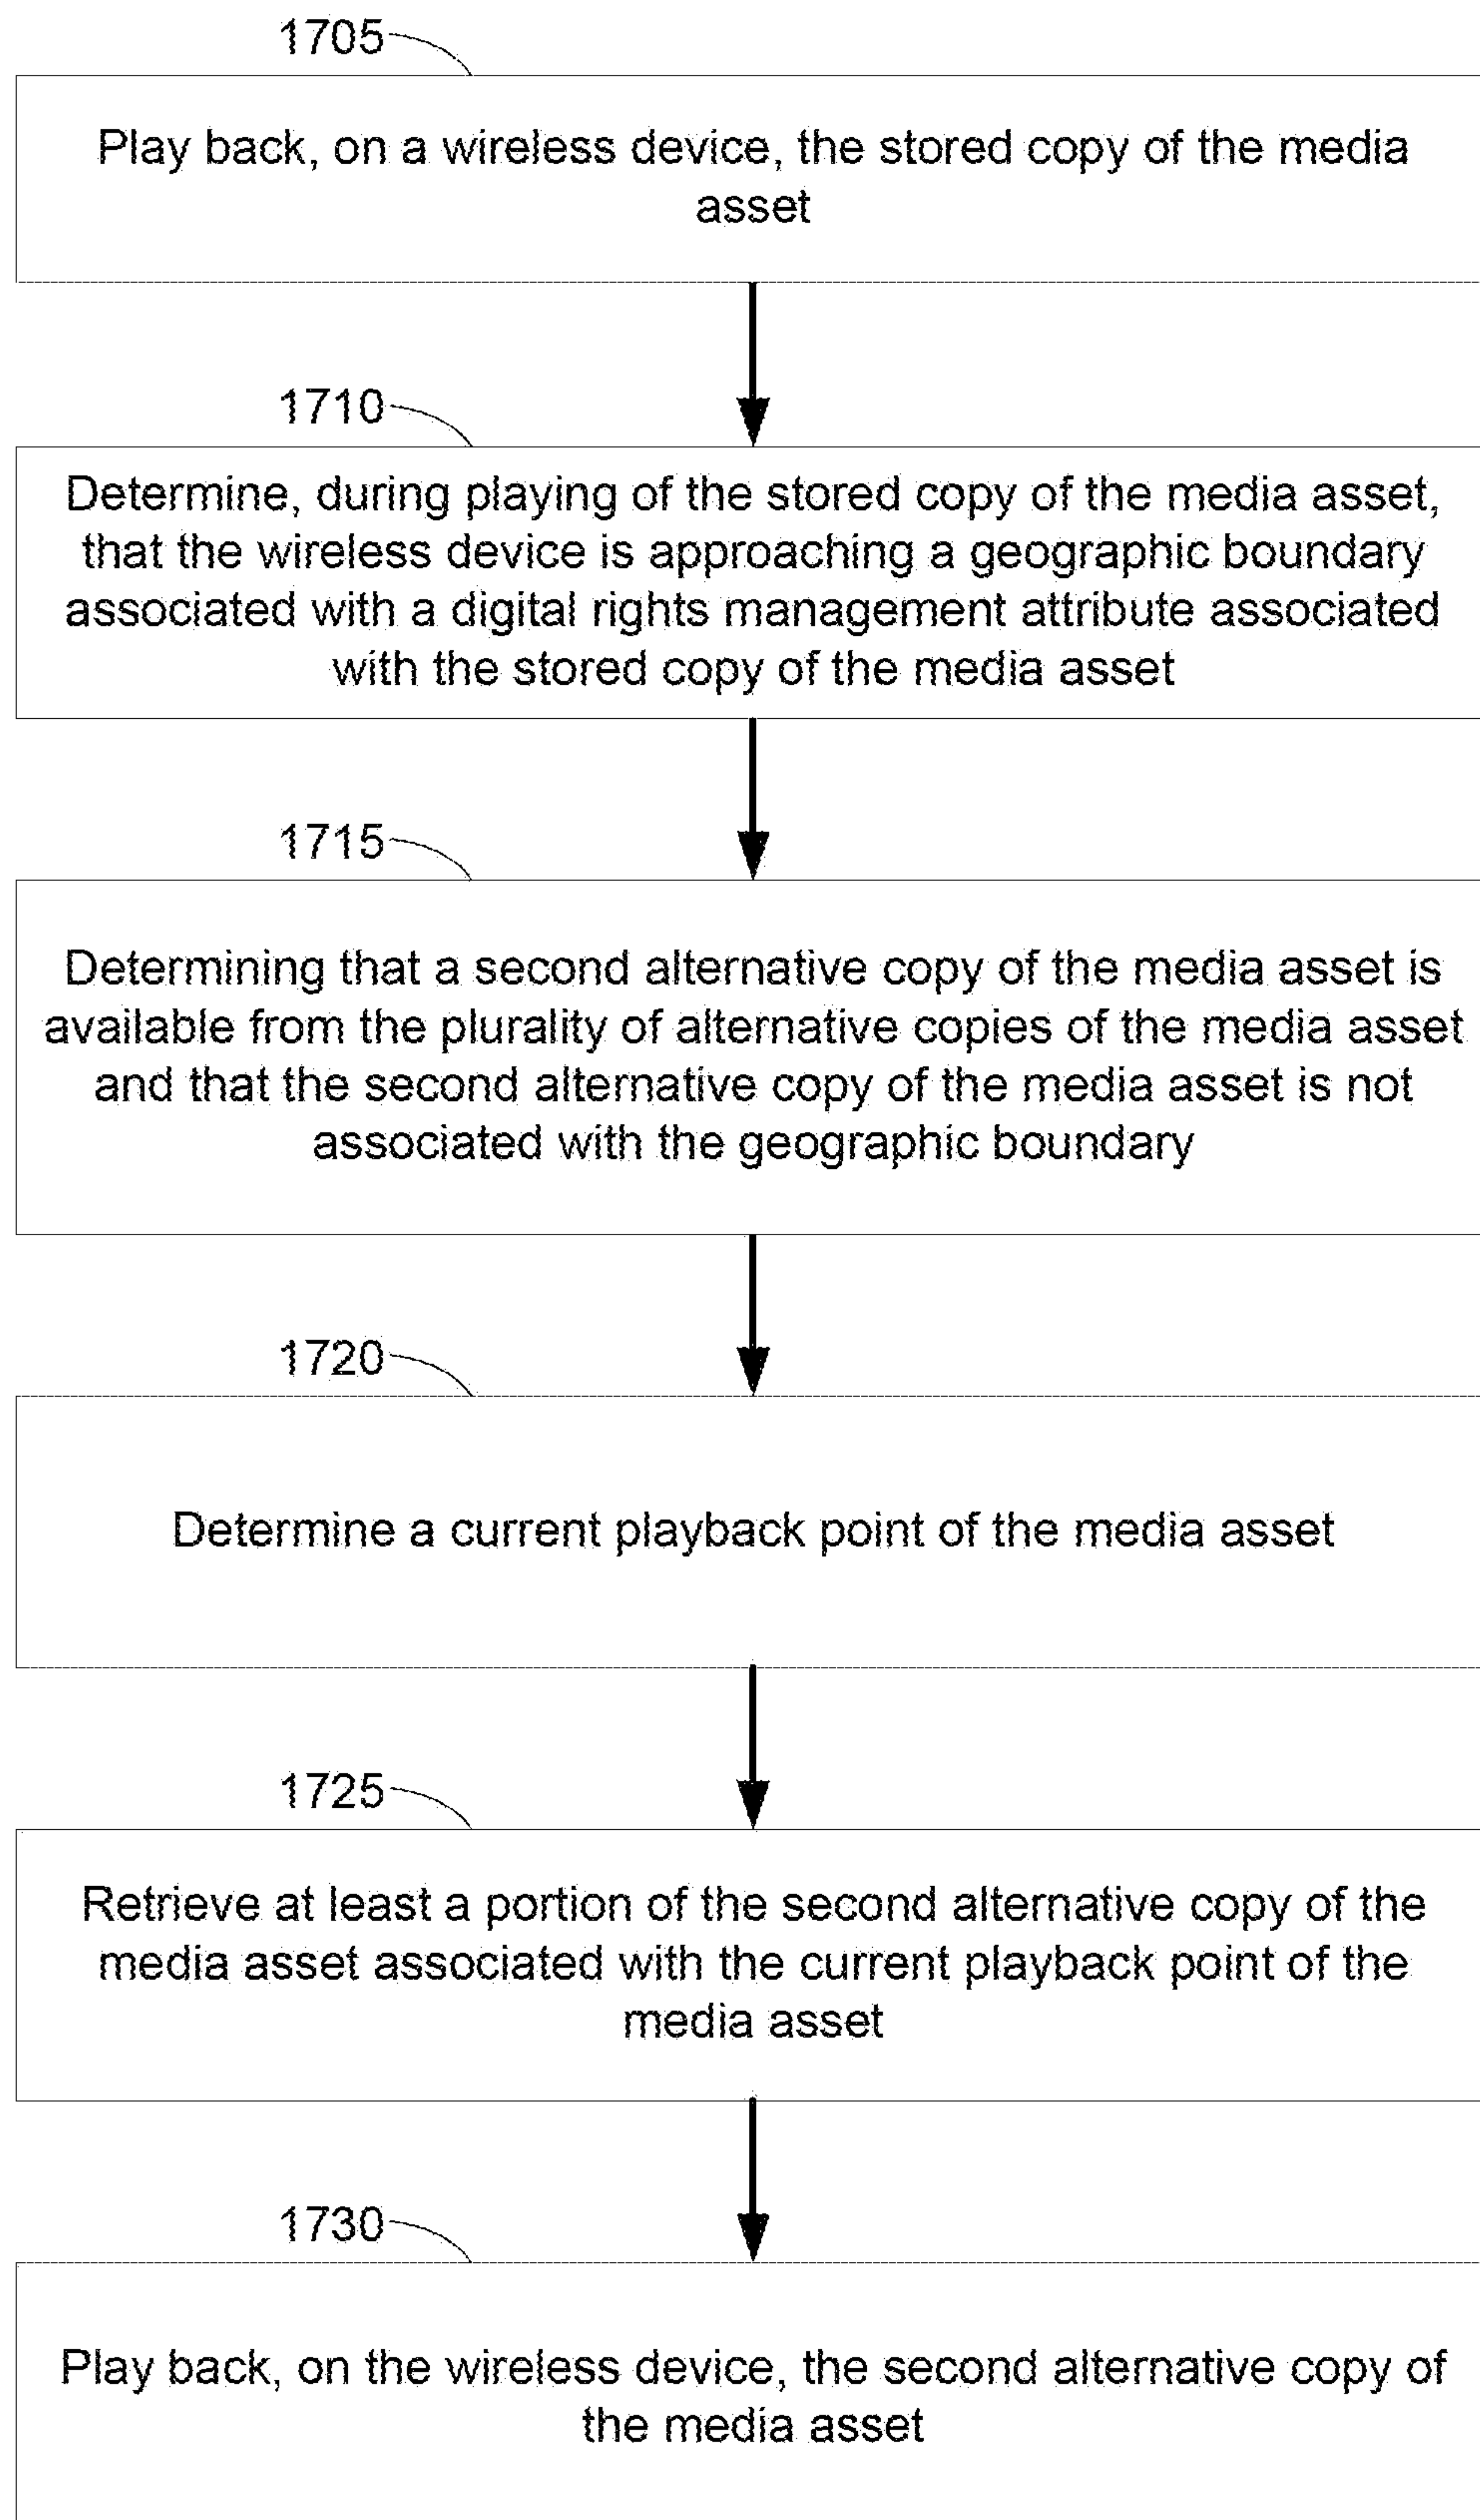 1705
Play back, on a wireless device, the stored copy of the media
asset
1710
Determine, during playing of the stored copy of the media asset,
that the wireless device is approaching a geographic boundary
associated with a digital rights management attribute associated
with the stored copy of the media asset
1715
Determining that a second alternative copy of the media asset is
available from the plurality of alternative copies of the media asset
and that the second alternative copy of the media asset is not
associated with the geographic boundary
1720
Determine a current playback point of the media asset
1725
Retrieve at least a portion of the second alternative copy of the
media asset associated with the current playback point of the
media asset
1730
Play back, on the wireless device, the second alternative copy of
the media asset